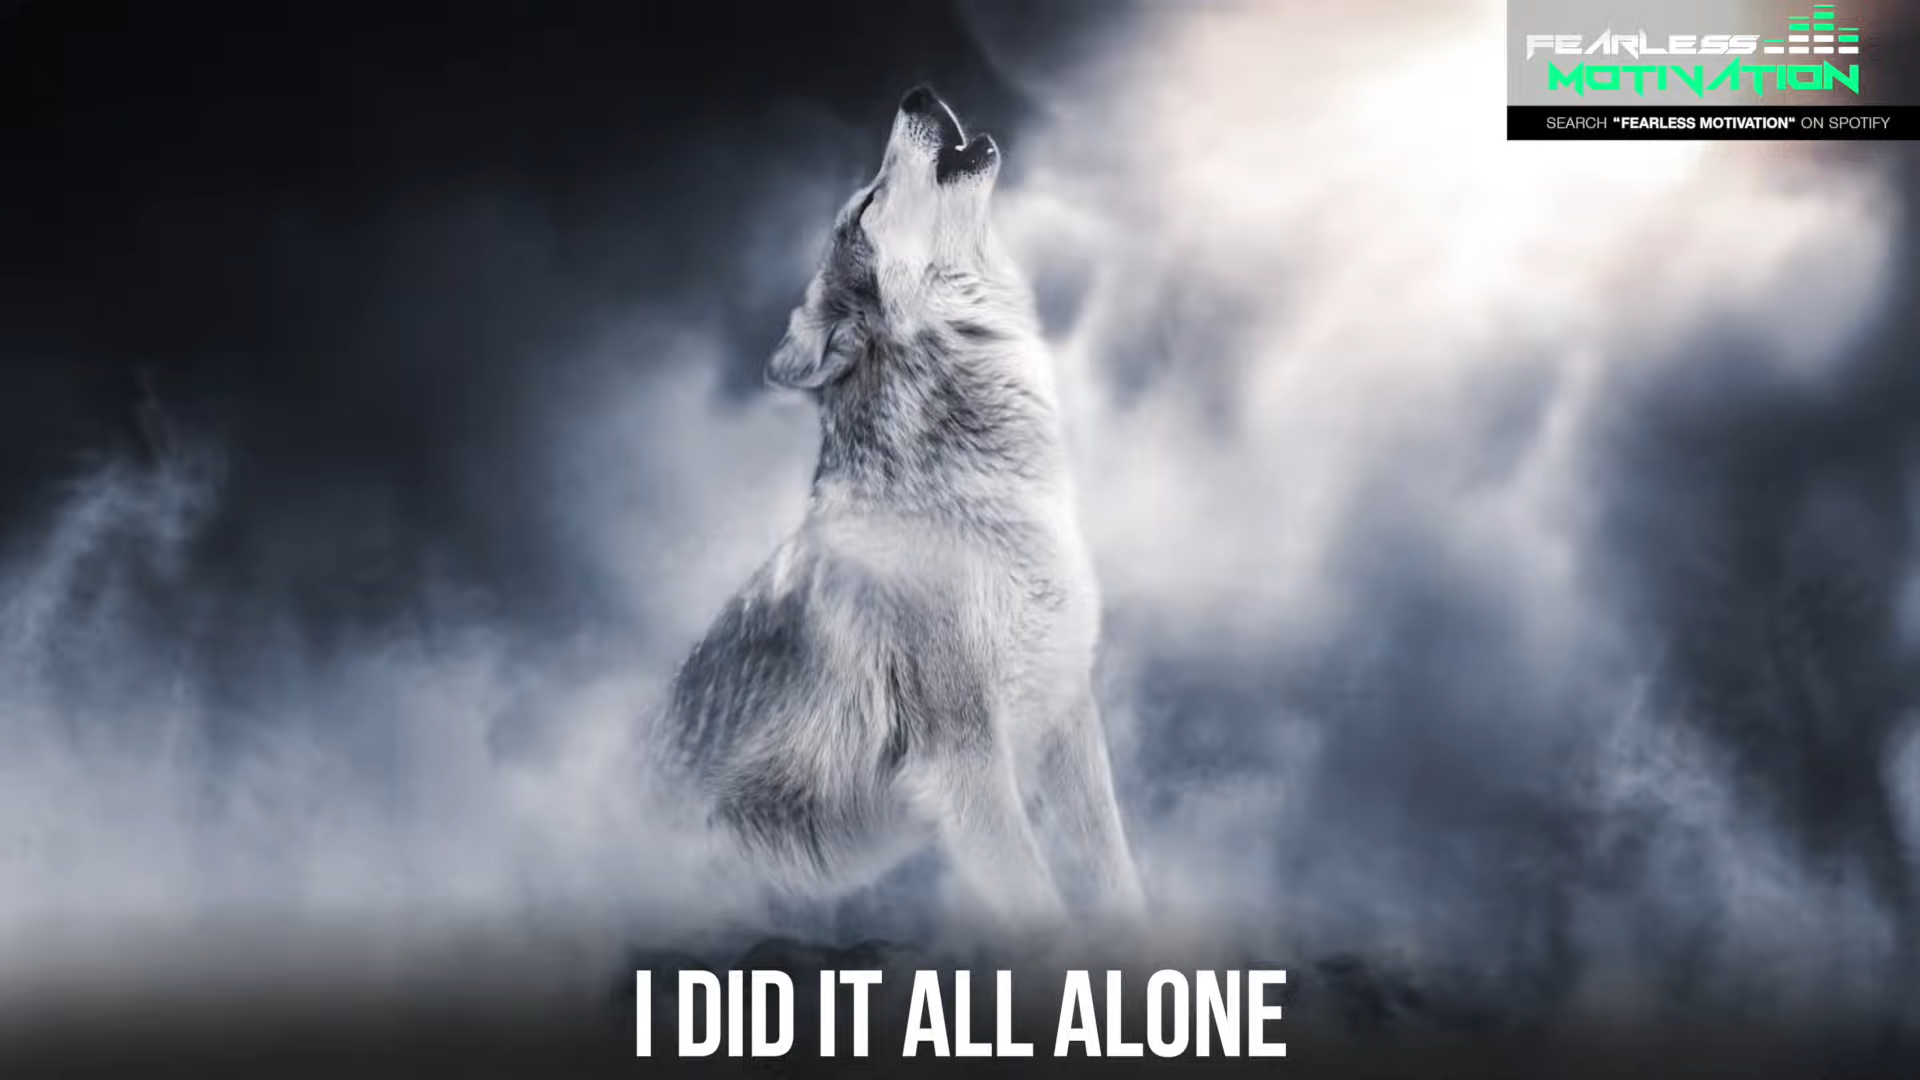 FEARLESS
MOTIVATION
SEARCH "FEARLESS MOTIVATION" ON SPOTIFY
I DID IT ALL ALONE